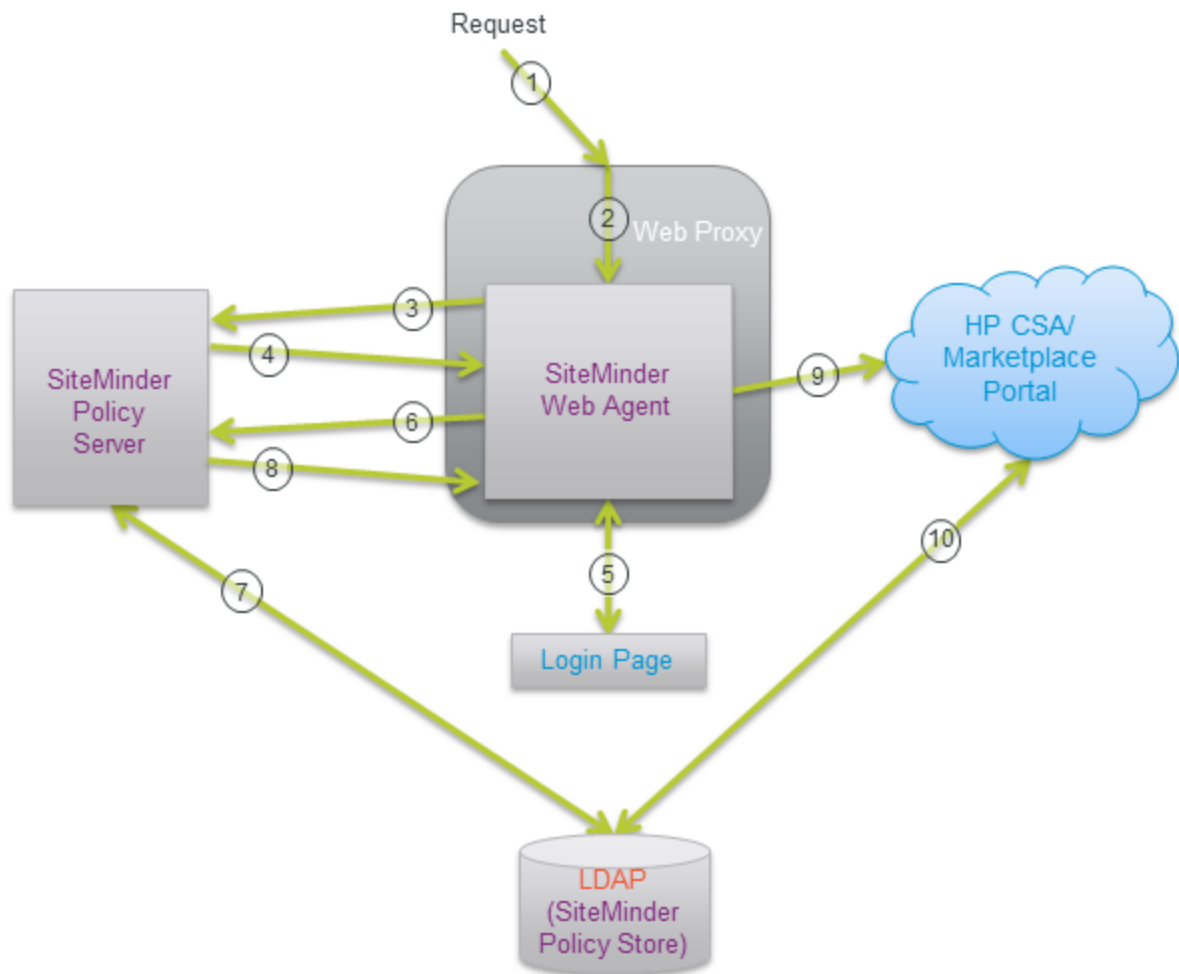 Request
1
2
Web Proxy
3
4
SiteMinder
Policy
Server
SiteMinder
Web Agent
9
HP CSA/
Marketplace
Portal
6
8
5
10
7
Login Page
LDAP
(SiteMinder
Policy Store)